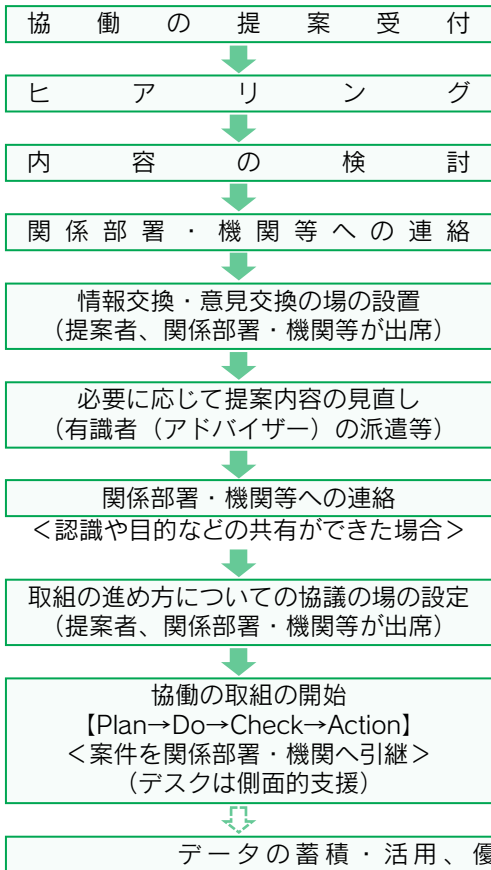 協働の提案受付
ヒアリング
内容の検討
関係部署・機関等への連絡
情報交換・意見交換の場の設置
（提案者、関係部署・機関等が出席）
必要に応じて提案内容の見直し
（有識者（アドバイザー）の派遣等）
関係部署・機関等への連絡
＜認識や目的などの共有ができた場合＞
取組の進め方についての協議の場の設定
（提案者、関係部署・機関等が出席）
協働の取組の開始
【Plan→Do→Check→Action】
＜案件を関係部署・機関へ引継＞
（デスクは側面的支援）
データの蓄積・活用、優